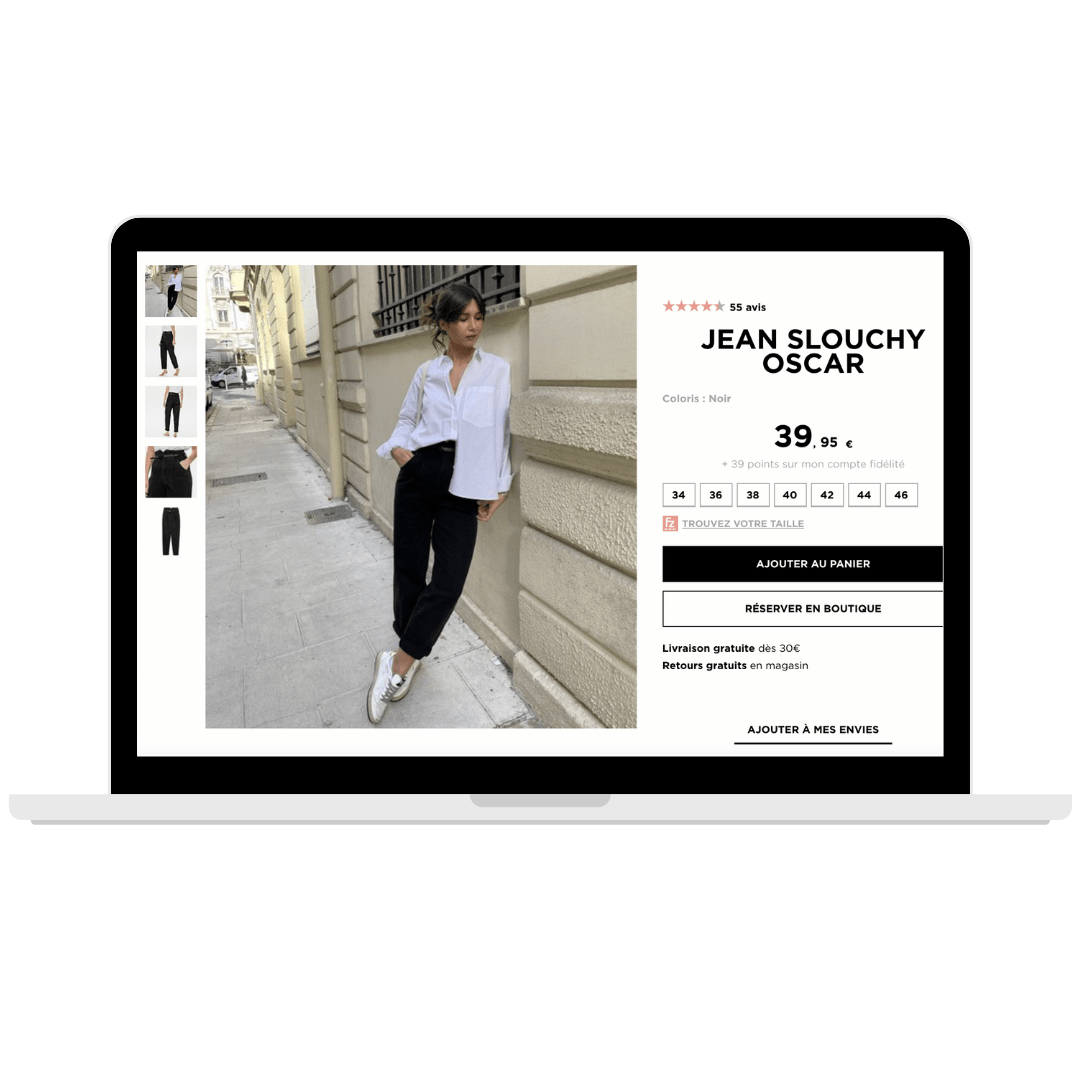 55 avis
JEAN SLOUCHY
OSCAR
Coloris : Noir
39, 95 €
+ 39 points sur mon compte fidélité
34 36 38 40 42 44 46
fz TROUVEZ VOTRE TAILLE
AJOUTER AU PANIER
RÉSERVER EN BOUTIQUE
Livraison gratuite dès 30€
Retours gratuits en magasin
AJOUTER À MES ENVIES